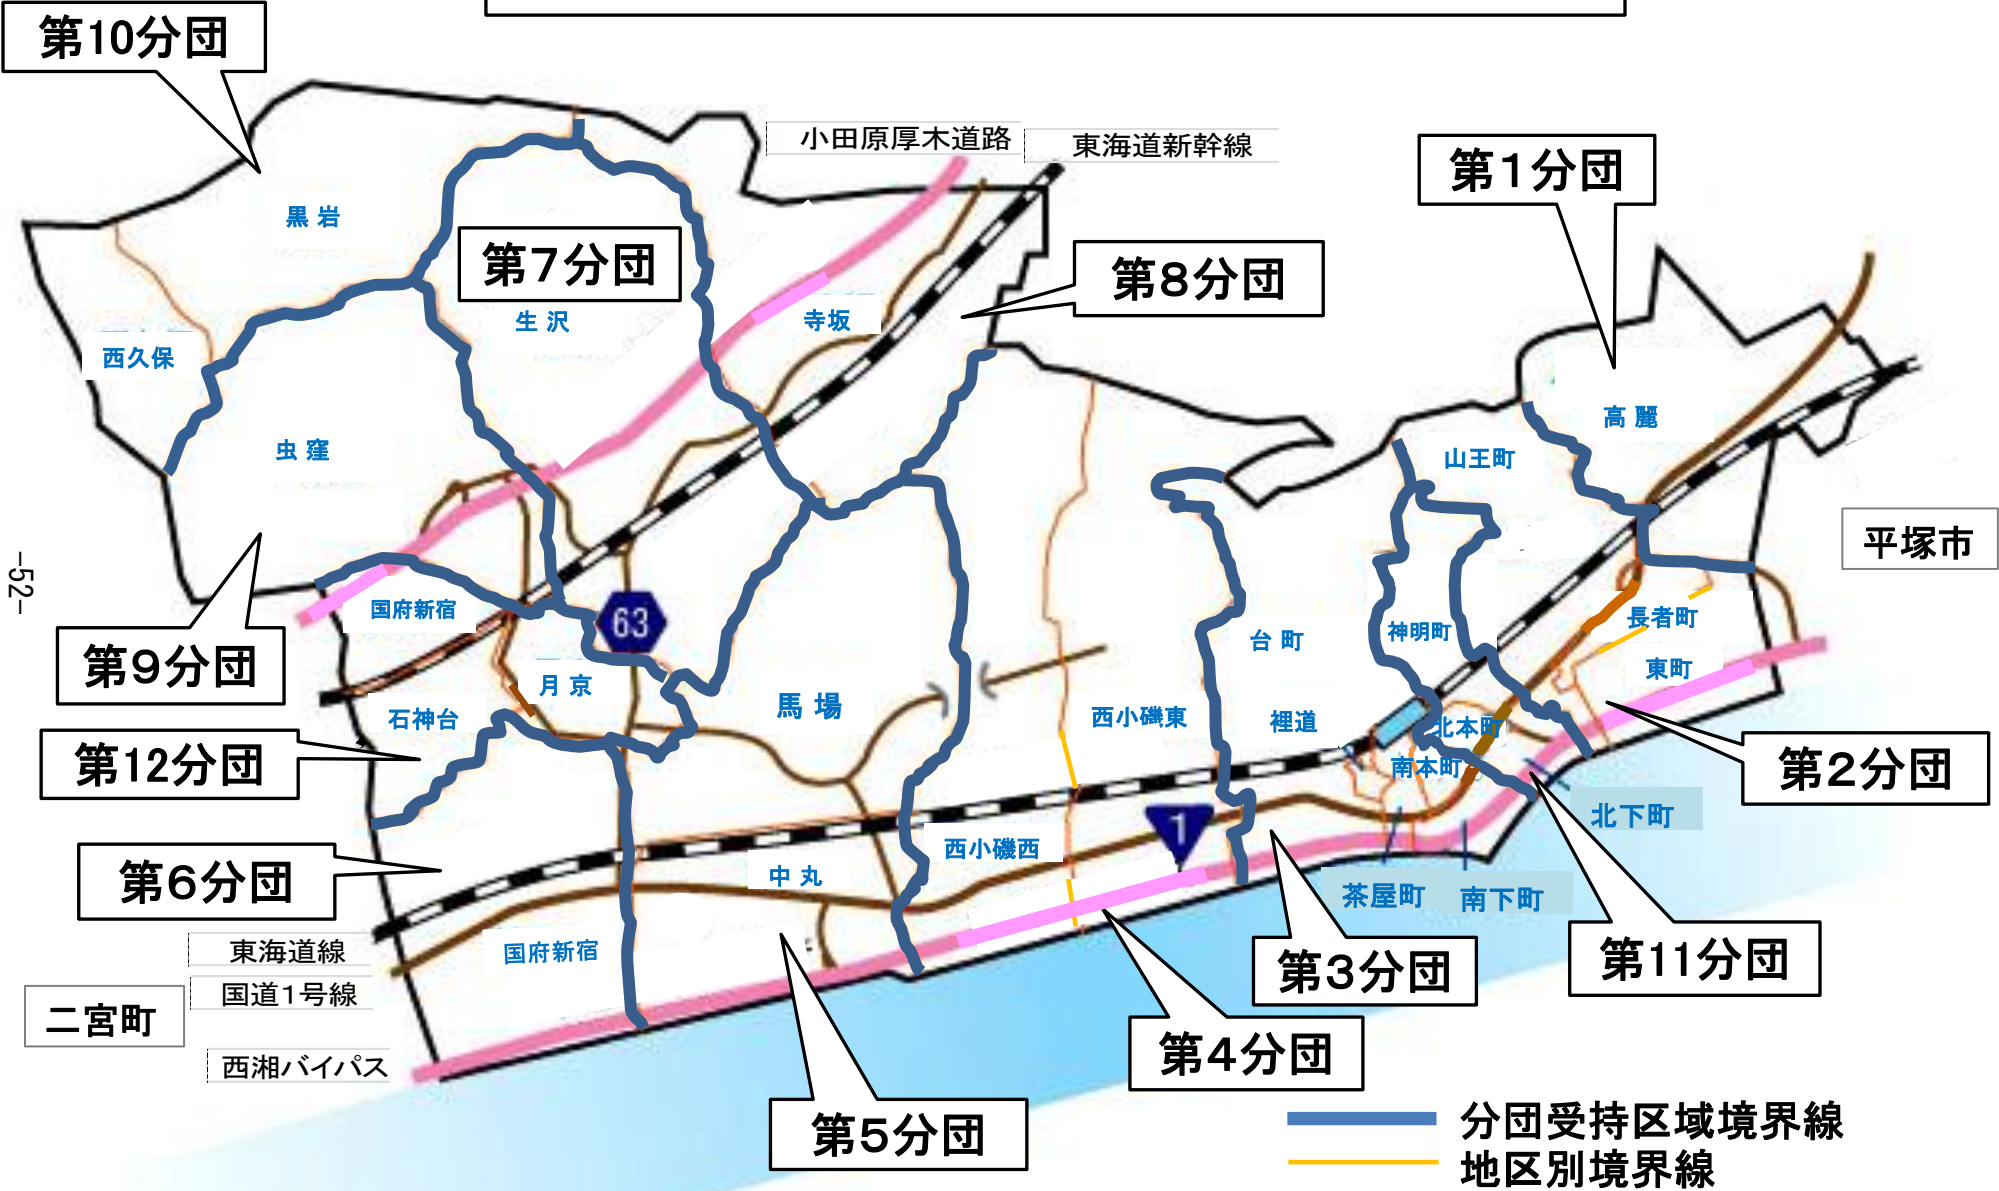 第10分団
小田原厚木道路
東海道新幹線
第1分団
黒岩
第7分団
第8分団
生沢
寺坂
西久保
高麗
虫窪
山王町
平塚市
-52-
国府新宿
63
長者町
神明町
台町
第9分団
月京
東町
石神台
馬場
西小磯東
裡道
北本町
第12分団
南本町
第2分団
北下町
1
西小磯西
第6分団
中丸
茶屋町
南下町
東海道線
国府新宿
第3分団
第11分団
国道1号線
二宮町
第4分団
西湘バイパス
第5分団
分団受持区域境界線
地区別境界線